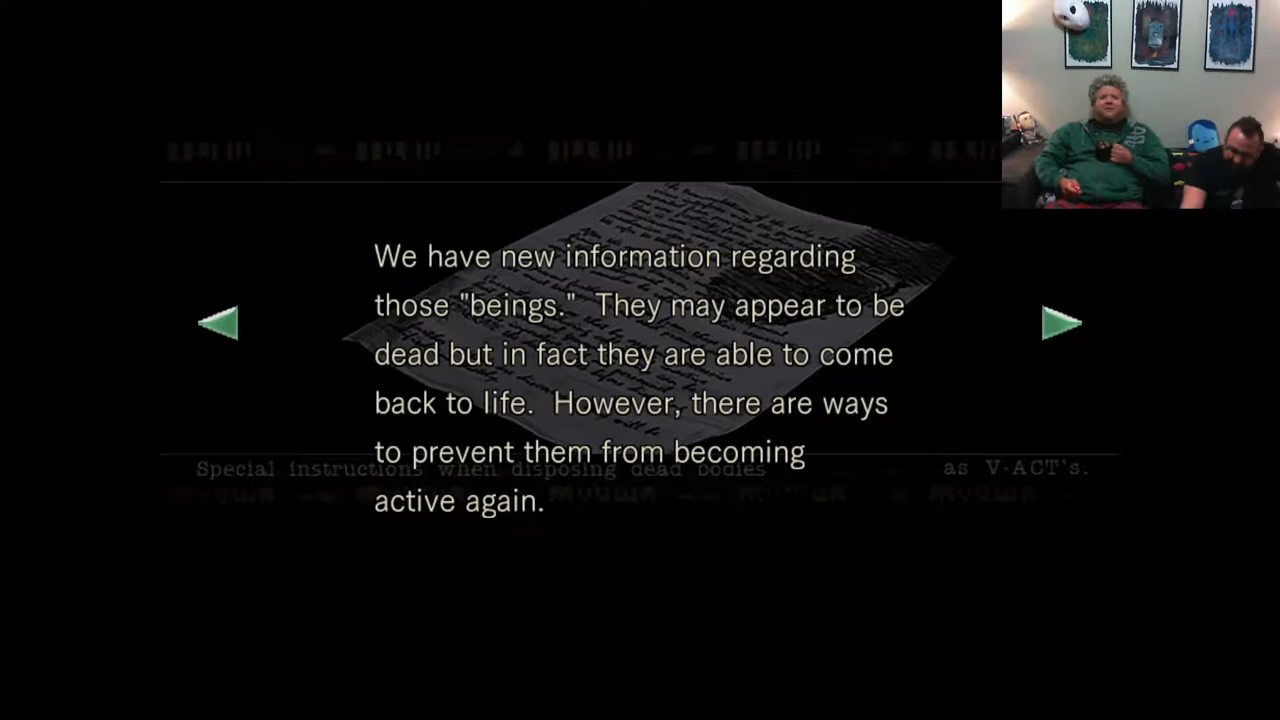 We have new information regarding
those "beings." They may appear to be
dead but in fact they are able to come
back to life. However, there are ways
to prevent them from becoming
Special instructions when disposing dead bodies as V-ACT's.
active again.